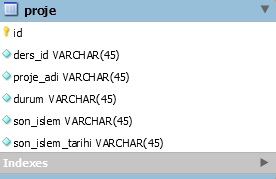 proje
id
ders_id VARCHAR(45)
proje_adi VARCHAR(45)
durum VARCHAR(45)
son_islem VARCHAR(45)
son_islem_tarihi VARCHAR(45)
Indexes